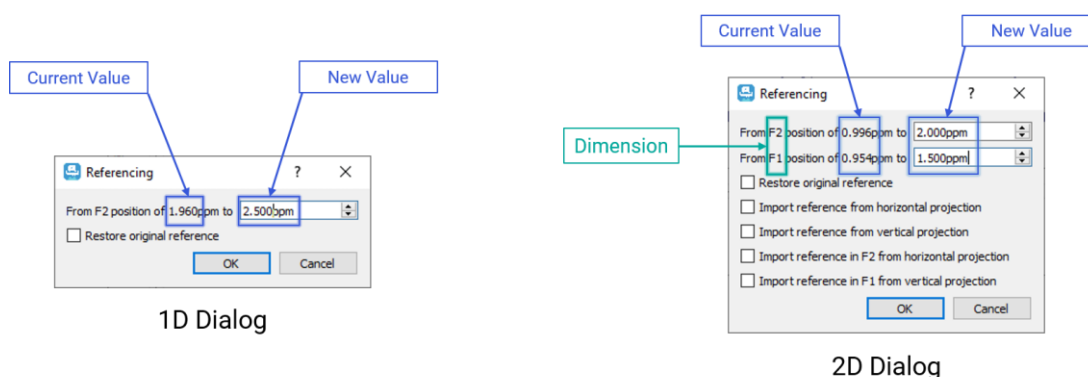 Current Value
New Value
Referencing
?
From F2 position of 1.960ppm to 2.500ppm
Restore original reference
OK
Cancel
1D Dialog
Current Value
New Value
Dimension
Referencing
?
From F2 position of 0.996ppm to 2.000ppm
From F1 position of 0.954ppm to 1.500ppm
Restore original reference
Import reference from horizontal projection
Import reference from vertical projection
Import reference in F2 from horizontal projection
Import reference in F1 from vertical projection
OK
Cancel
2D Dialog